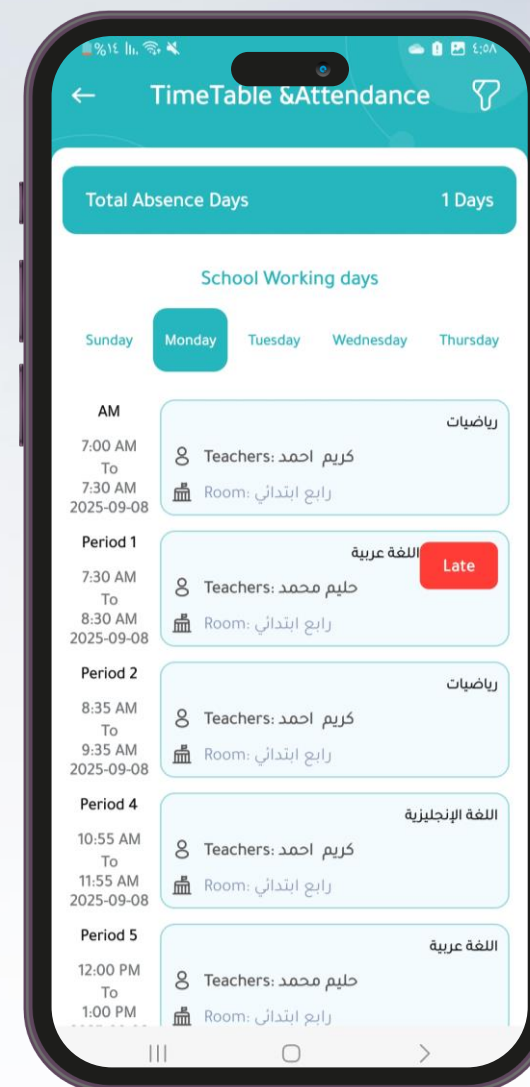 %١٤
٤:٥٨
TimeTable &Attendance
Total Absence Days 1 Days
School Working days
Sunday Monday Tuesday Wednesday Thursday
AM
رياضيات
7:00 AM
To
7:30 AM
2025-09-08
Teachers: كريم احمد
Room: رابع ابتدائي
Period 1
اللغة عربية
Late
7:30 AM
To
8:30 AM
2025-09-08
Teachers: حليم محمد
Room: رابع ابتدائي
Period 2
رياضيات
8:35 AM
To
9:35 AM
2025-09-08
Teachers: كريم احمد
Room: رابع ابتدائي
Period 4
اللغة الإنجليزية
10:55 AM
To
11:55 AM
2025-09-08
Teachers: كريم احمد
Room: رابع ابتدائي
Period 5
اللغة عربية
12:00 PM
To
1:00 PM
Teachers: حليم محمد
Room: رابع ابتدائي